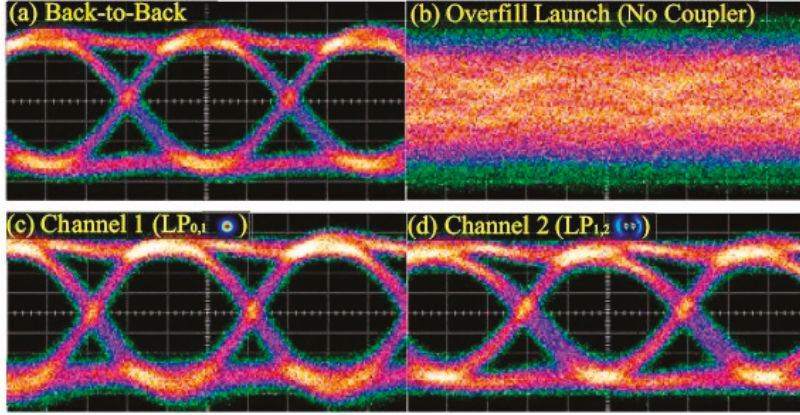 (a) Back-to-Back
(b) Overfill Launch (No Coupler)
(c) Channel 1 (LP0,1 )
(d) Channel 2 (LP1,2 )